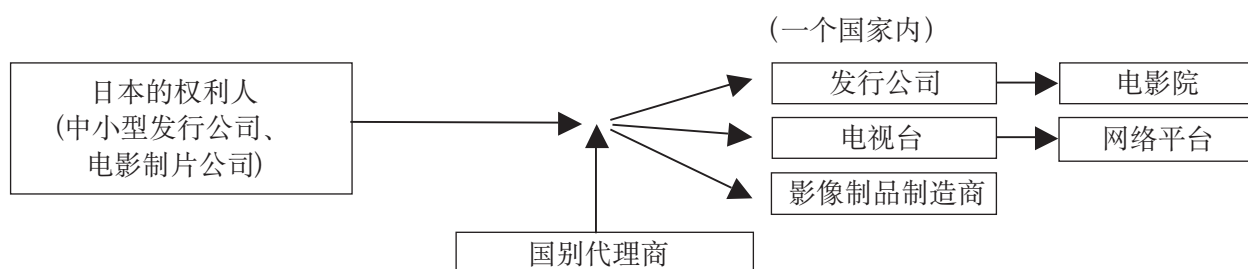 (一个国家内)
日本的权利人
(中小型发行公司、
电影制片公司)
发行公司
电影院
电视台
网络平台
影像制品制造商
国别代理商